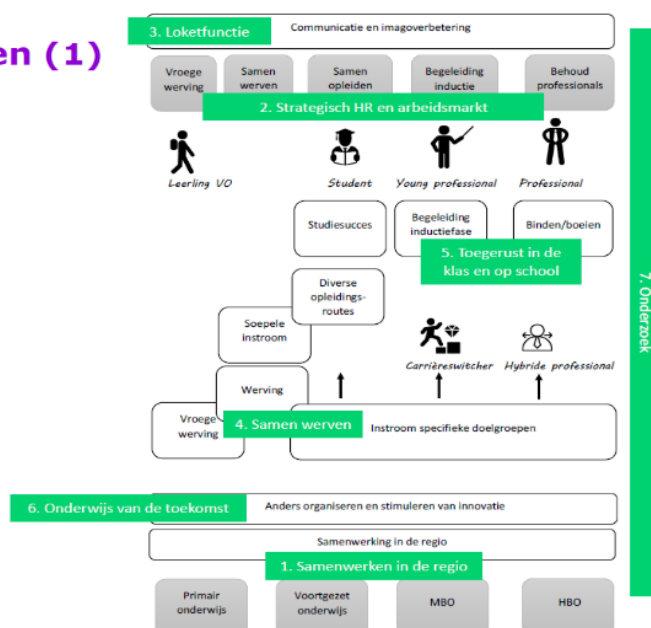 en (1)
3. Loketfunctie
Communicatie en imagoverbetering
Vroege
werving
Samen
werven
Samen
opleiden
Begeleiding
inductie
Behoud
professionals
2. Strategisch HR en arbeidsmarkt
Leerling VO
Student
Young professional
Professional
Studiesucces
Begeleiding
inductiefase
Binden/boeien
5. Toegerust in de
klas en op school
Diverse
opleidings-
routes
Soepele
instroom
Carrièreswitcher
Hybride professional
Werving
Vroege
werving
4. Samen werven
Instroom specifieke doelgroepen
6. Onderwijs van de toekomst
Anders organiseren en stimuleren van innovatie
Samenwerking in de regio
1. Samenwerken in de regio
Primair
onderwijs
Voortgezet
onderwijs
MBO
HBO
7. Onderzoek